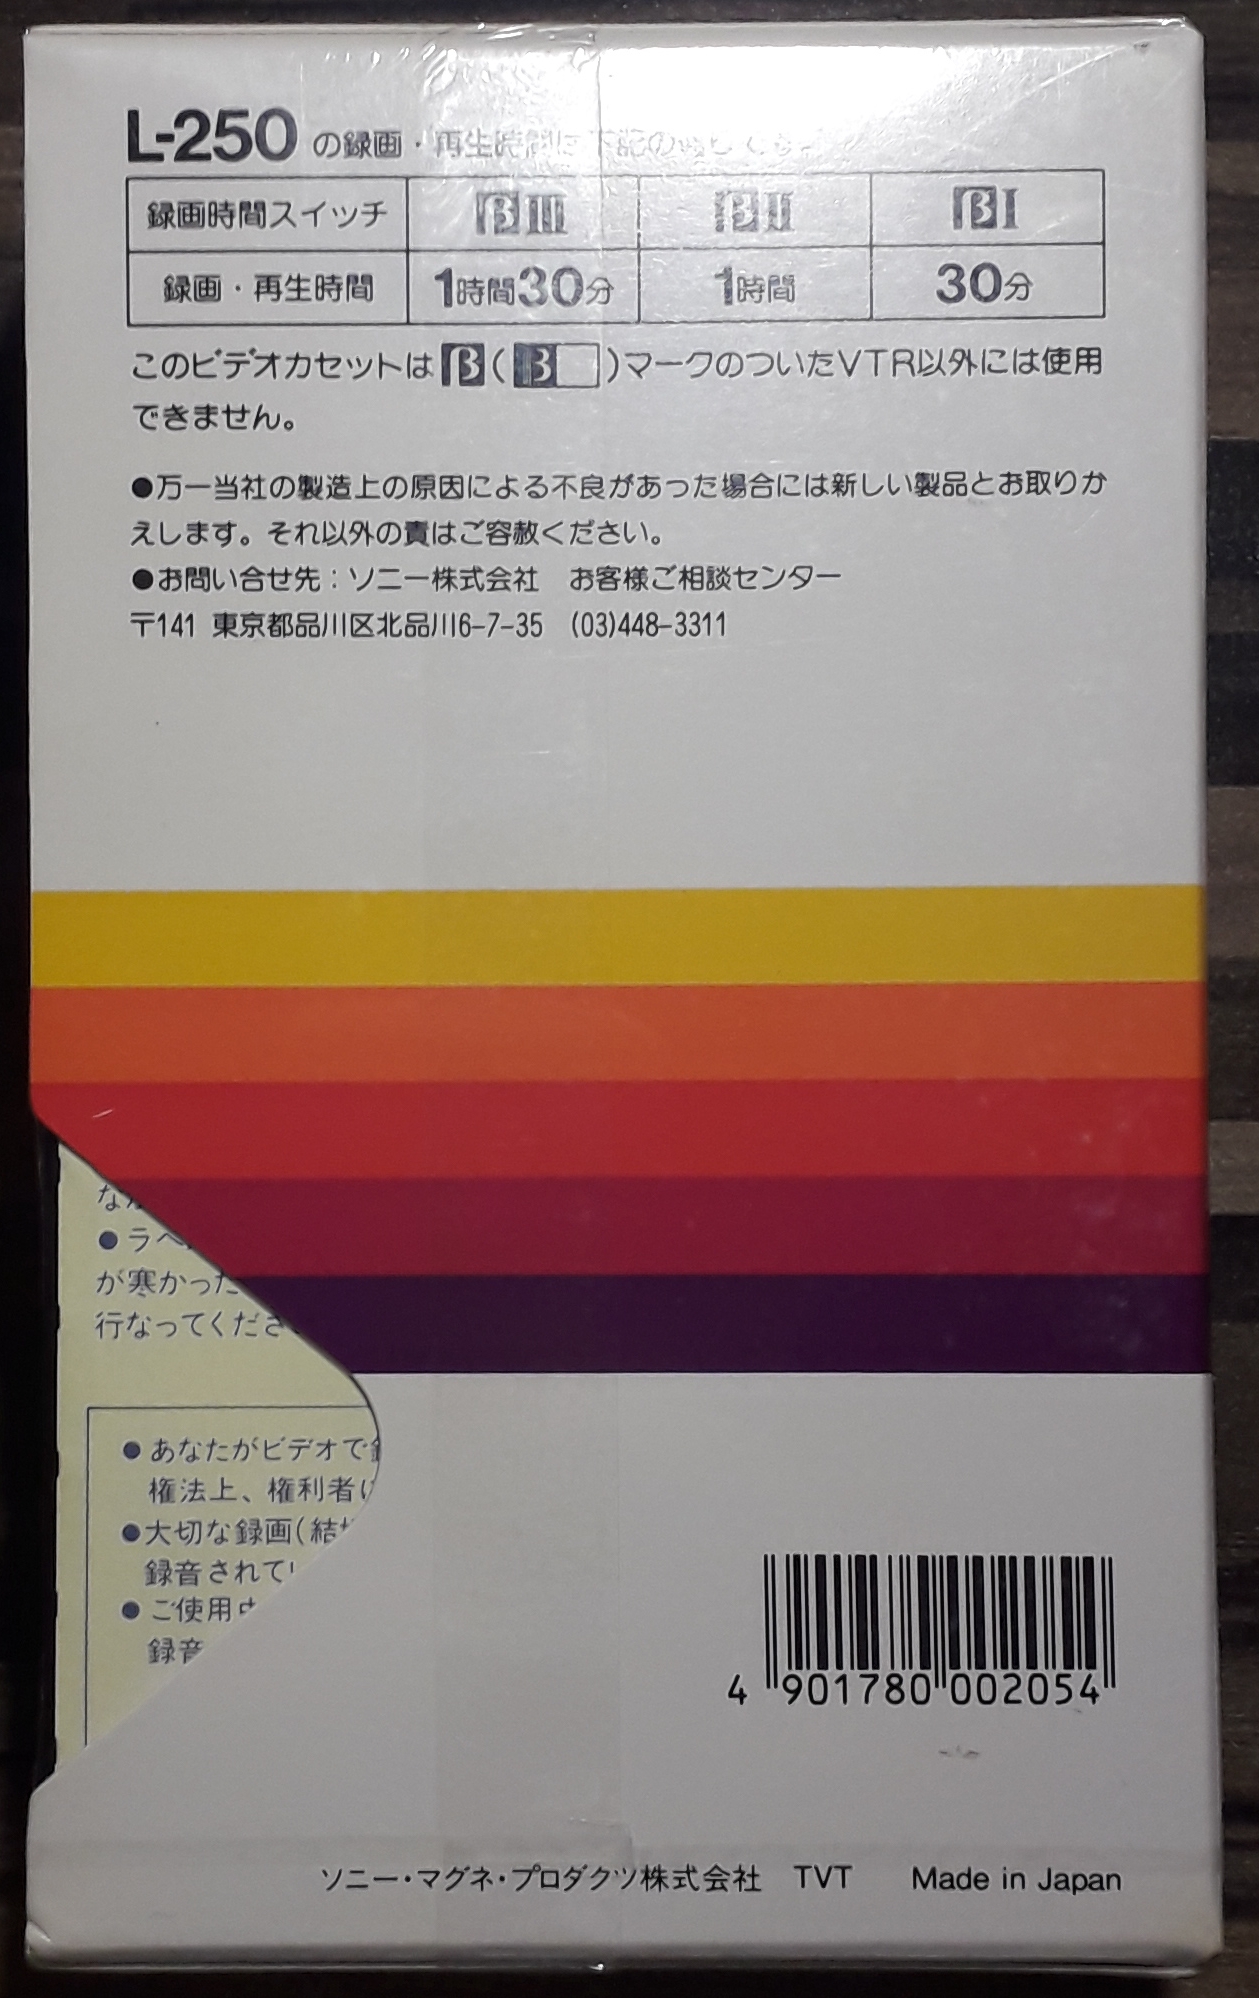 L-250 の録画・再生時間は下記の
録画時間スイッチ βIII βII βI
録画・再生時間 1時間30分 1時間 30分
このビデオカセットはβ(β)マークのついたVTR以外には使用
できません。
●万一当社の製造上の原因による不良があった場合には新しい製品とお取りか
えします。それ以外の責はご容赦ください。
●お問い合せ先：ソニー株式会社 お客様ご相談センター
〒141 東京都品川区北品川6-7-35 (03)448-3311
な
●ラベ
が寒かった
行なってくださ
●あなたがビデオで
権法上、権利者に
●大切な録画(結
録音されてい
●ご使用中
録音
4 901780 002054
ソニー・マグネ・プロダクツ株式会社 TVT Made in Japan